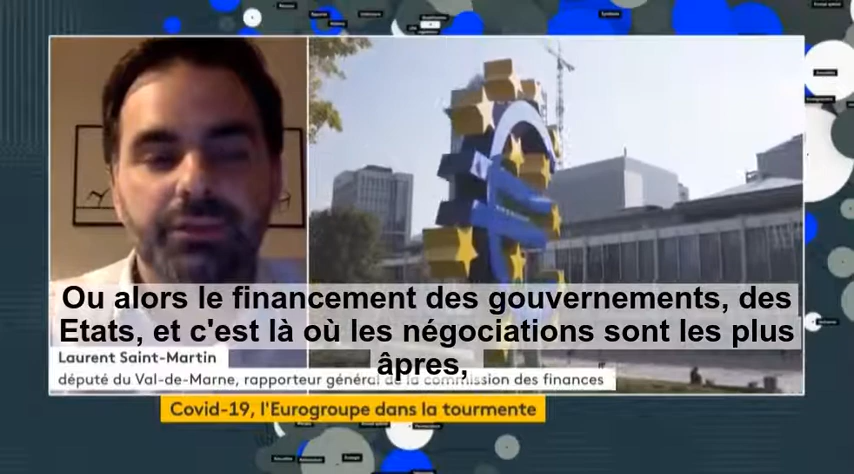 Ou alors le financement des gouvernements, des
Etats, et c'est là où les négociations sont les plus
âpres,
Laurent Saint-Martin
député du Val-de-Marne, rapporteur général de la commission des finances
Covid-19, l'Eurogroupe dans la tourmente